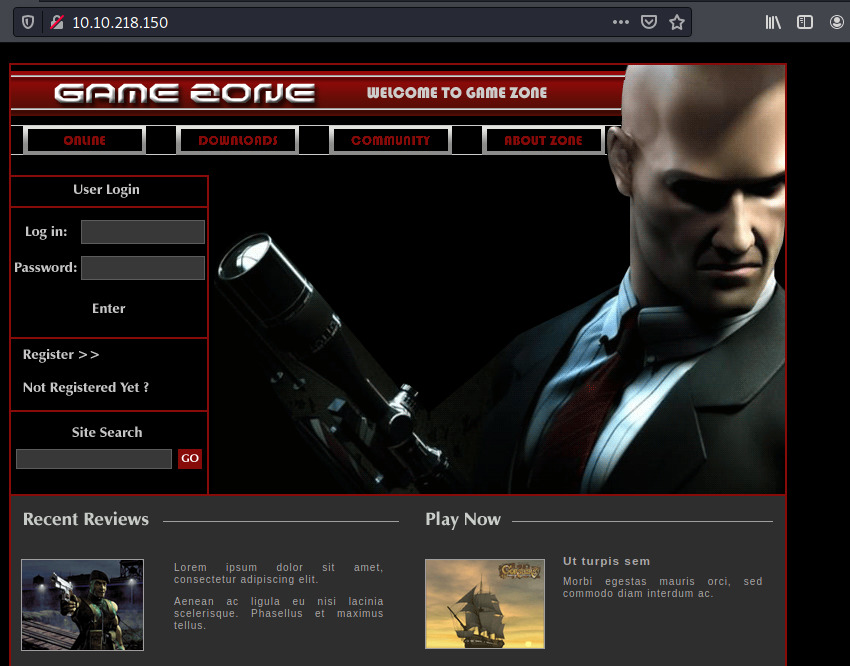 10.10.218.150
GAME ZONE
WELCOME TO GAME ZONE
ONLINE
DOWNLONDS
COMMUNITY
ABOUT ZONE
User Login
Log in:
Password:
Enter
Register >>
Not Registered Yet ?
Site Search
GO
Recent Reviews
Lorem ipsum dolor sit amet,
consectetur adipiscing elit.
Aenean ac ligula eu nisi lacinia
scelerisque. Phasellus et maximus
tellus.
Play Now
Ut turpis sem
Morbi egestas mauris orci, sed
commodo diam interdum ac.